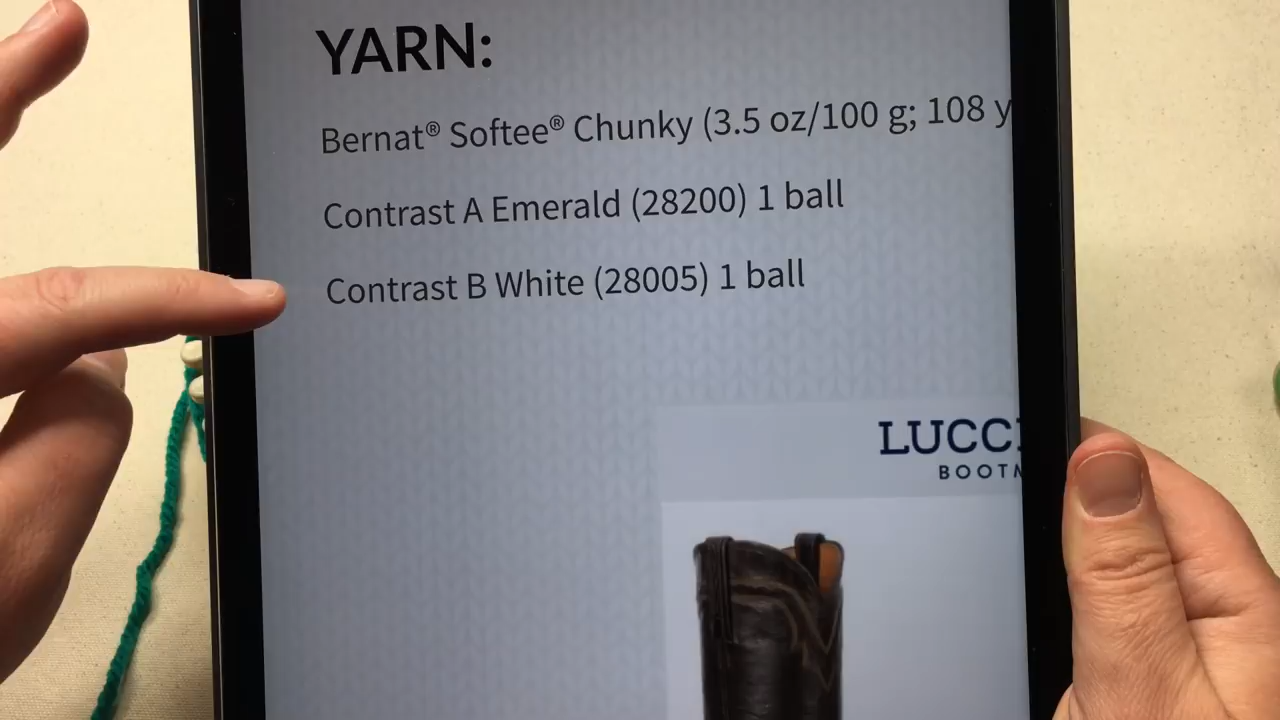 YARN:
Bernat® Softee® Chunky (3.5 oz/100 g; 108 y
Contrast A Emerald (28200) 1 ball
Contrast B White (28005) 1 ball
LUCC
BOOT